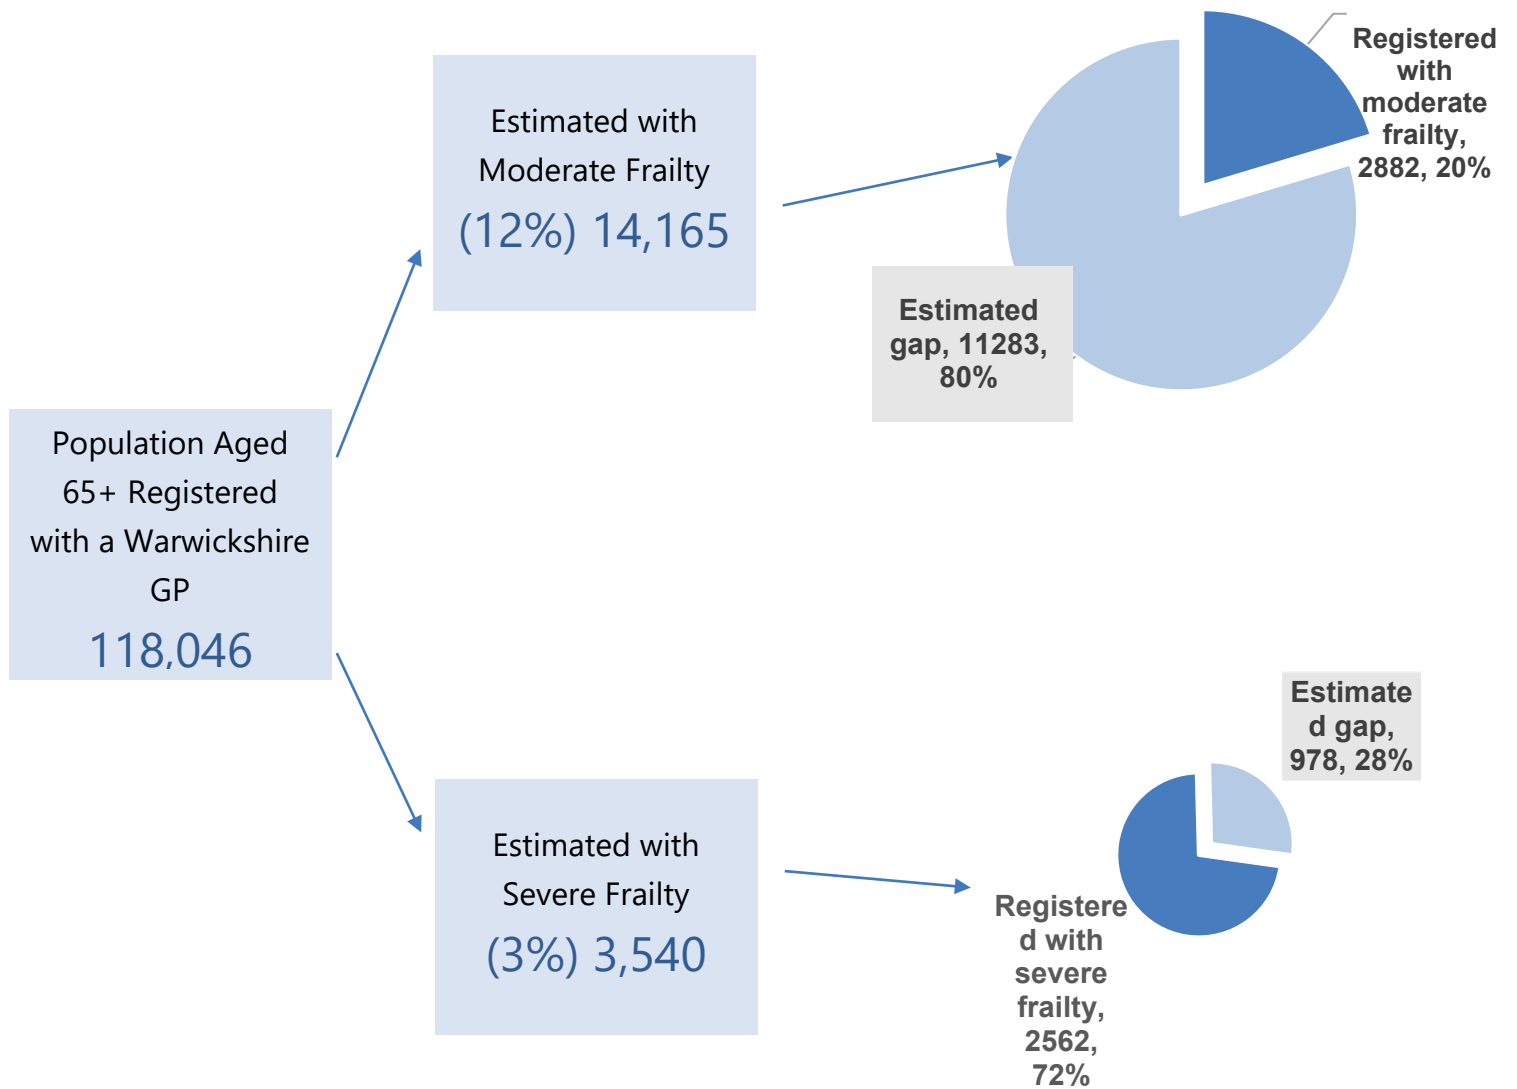 Population Aged
65+ Registered
with a Warwickshire
GP
118,046
Estimated with
Moderate Frailty
(12%) 14,165
Registered
with
moderate
frailty,
2882, 20%
Estimated
gap, 11283,
80%
Estimated with
Severe Frailty
(3%) 3,540
Estimate
d gap,
978, 28%
Registere
d with
severe
frailty,
2562,
72%